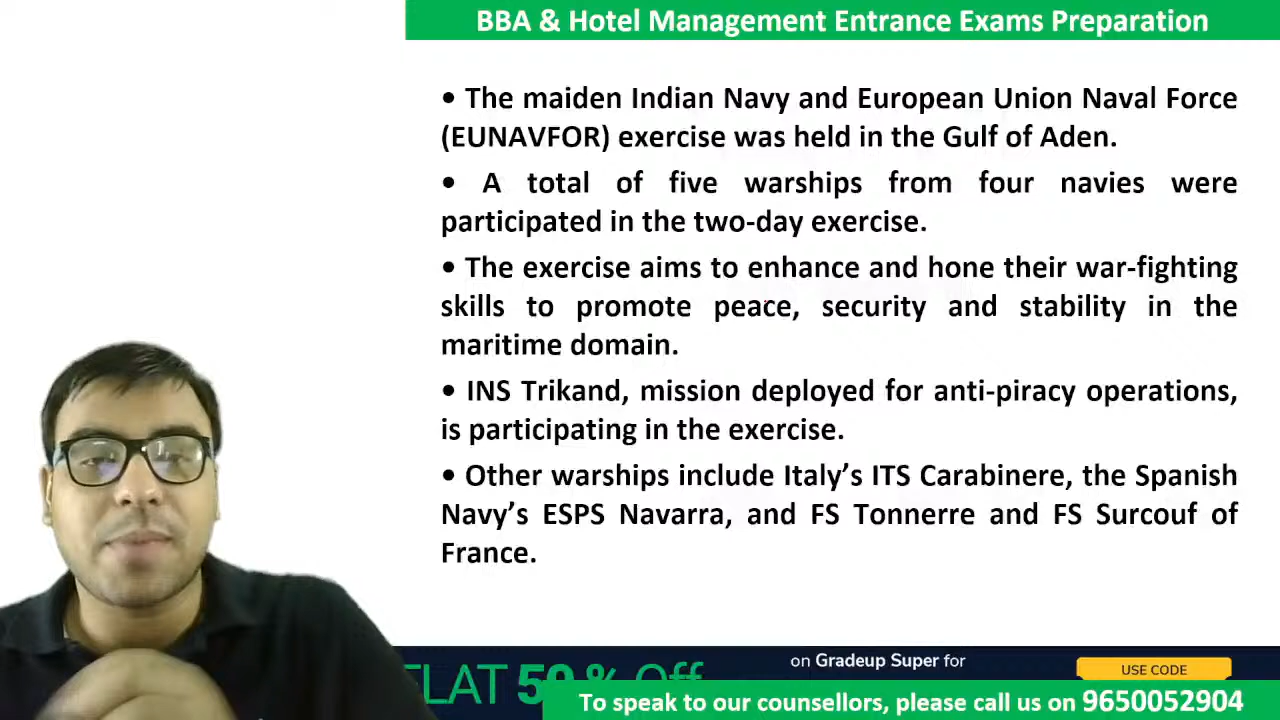 BBA & Hotel Management Entrance Exams Preparation
• The maiden Indian Navy and European Union Naval Force
(EUNAVFOR) exercise was held in the Gulf of Aden.
• A total of five warships from four navies were
participated in the two-day exercise.
• The exercise aims to enhance and hone their war-fighting
skills to promote peace, security and stability in the
maritime domain.
• INS Trikand, mission deployed for anti-piracy operations,
is participating in the exercise.
• Other warships include Italy’s ITS Carabinere, the Spanish
Navy’s ESPS Navarra, and FS Tonnerre and FS Surcouf of
France.
FLAT 50% Off
on Gradeup Super for
USE CODE
To speak to our counsellors, please call us on 9650052904